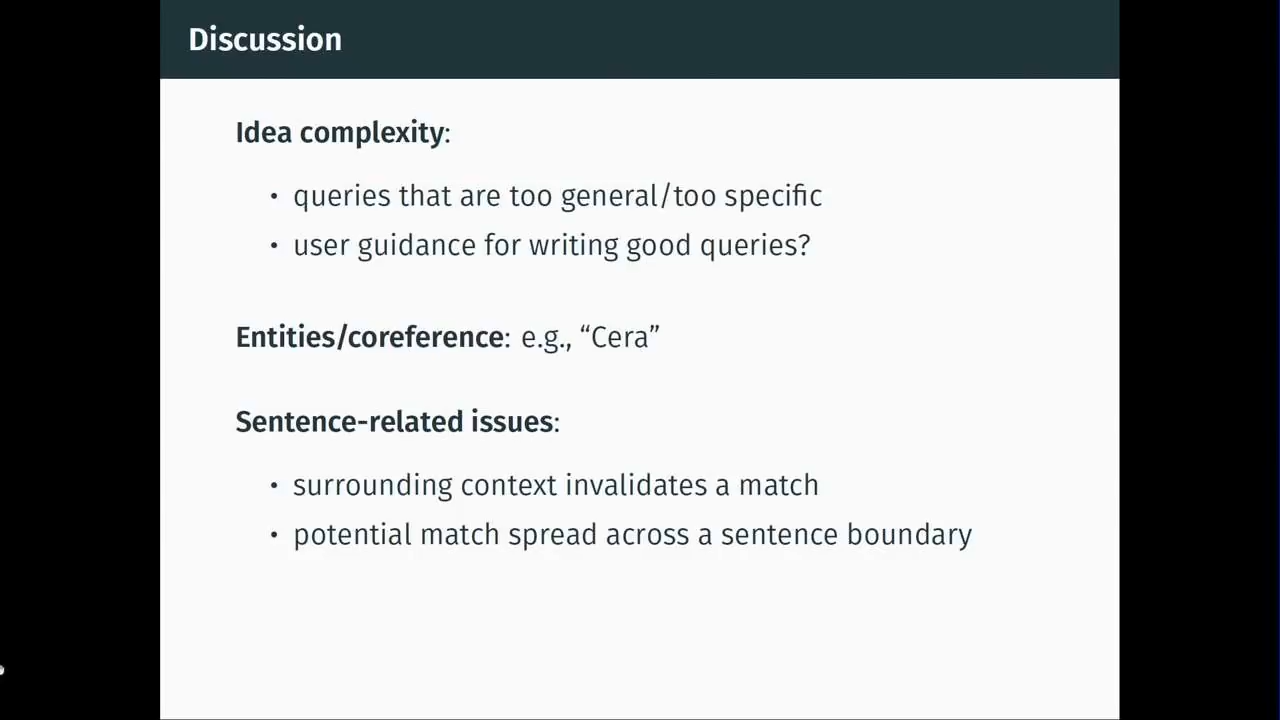 Discussion
Idea complexity:
• queries that are too general/too specific
• user guidance for writing good queries?
Entities/coreference: e.g., “Cera”
Sentence-related issues:
• surrounding context invalidates a match
• potential match spread across a sentence boundary